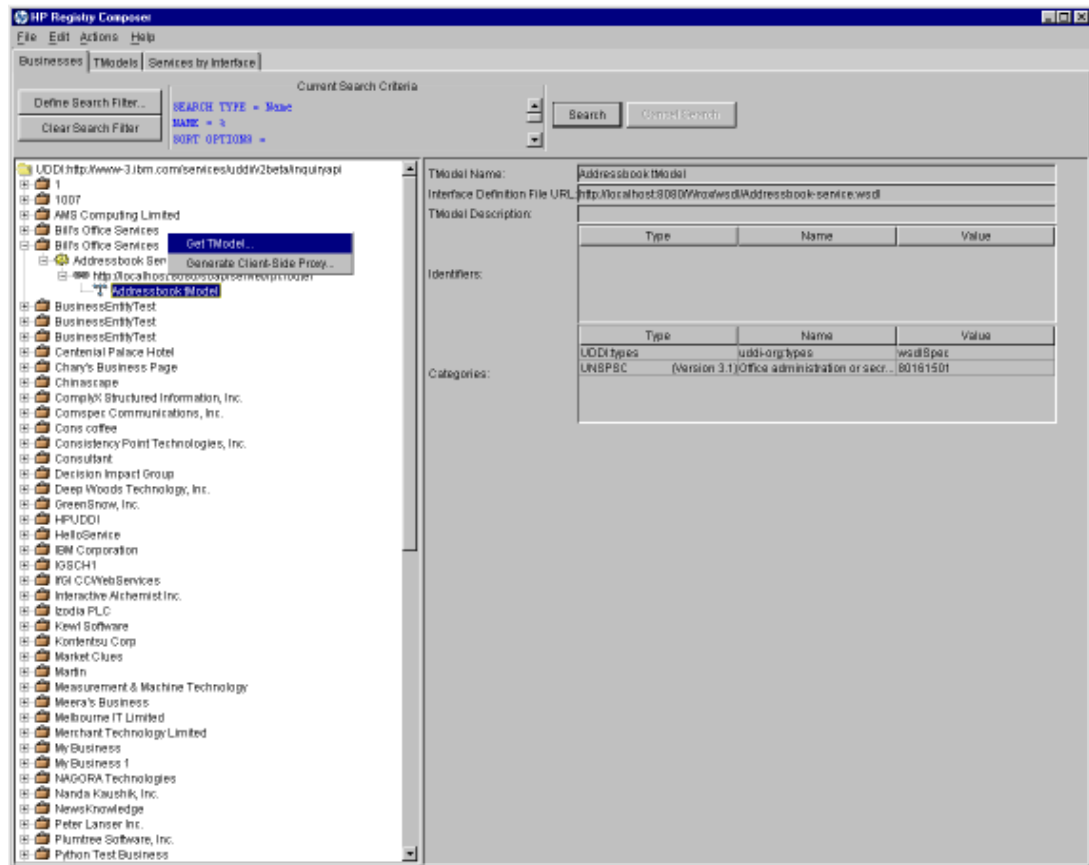 HP Registry Composer
File Edit Actions Help
Businesses TModels Services by Interface
Current Search Criteria
Define Search Filter...
Clear Search Filter
SEARCH TYPE = Name
NAME = %
SORT OPTIONS =
Search Cancel Search
UDDI:http://www-3.ibm.com/services/uddi/v2beta/inquiryapi
1
1007
AMS Computing Limited
Bill's Office Services
Bill's Office Services
Addressbook Ser
Get TModel...
Generate Client-Side Proxy...
Addressbook:tModel
BusinessEntityTest
BusinessEntityTest
BusinessEntityTest
Centenial Palace Hotel
Chary's Business Page
Chinascape
ComplyX Structured Information, Inc.
Comspec Communications, Inc.
Cons coffee
Consistency Point Technologies, Inc.
Consultant
Decision Impact Group
Deep Woods Technology, Inc.
GreenSnow, Inc.
HPUDDI
HelloService
IBM Corporation
IGSCH1
IfGI CCWebServices
Interactive Alchemist Inc.
Izodia PLC
Kewl Software
Kontentsu Corp
Market Clues
Martin
Measurement & Machine Technology
Meera's Business
Melbourne IT Limited
Merchant Technology Limited
My Business
My Business 1
NAGORA Technologies
Nanda Kaushik, Inc.
NewsKnowledge
Peter Lanser Inc.
Plumtree Software, Inc.
Python Test Business
TModel Name: Addressbook:tModel
Interface Definition File URL: http://localhost:8080/Wrox/wsdl/Addressbook-service.wsdl
TModel Description:
Type Name Value
Identifiers:
Type Name Value
UDDI:types uddi-org:types wsdlSpec
UNSPSC (Version 3.1) Office administration or secr... 80161501
Categories: